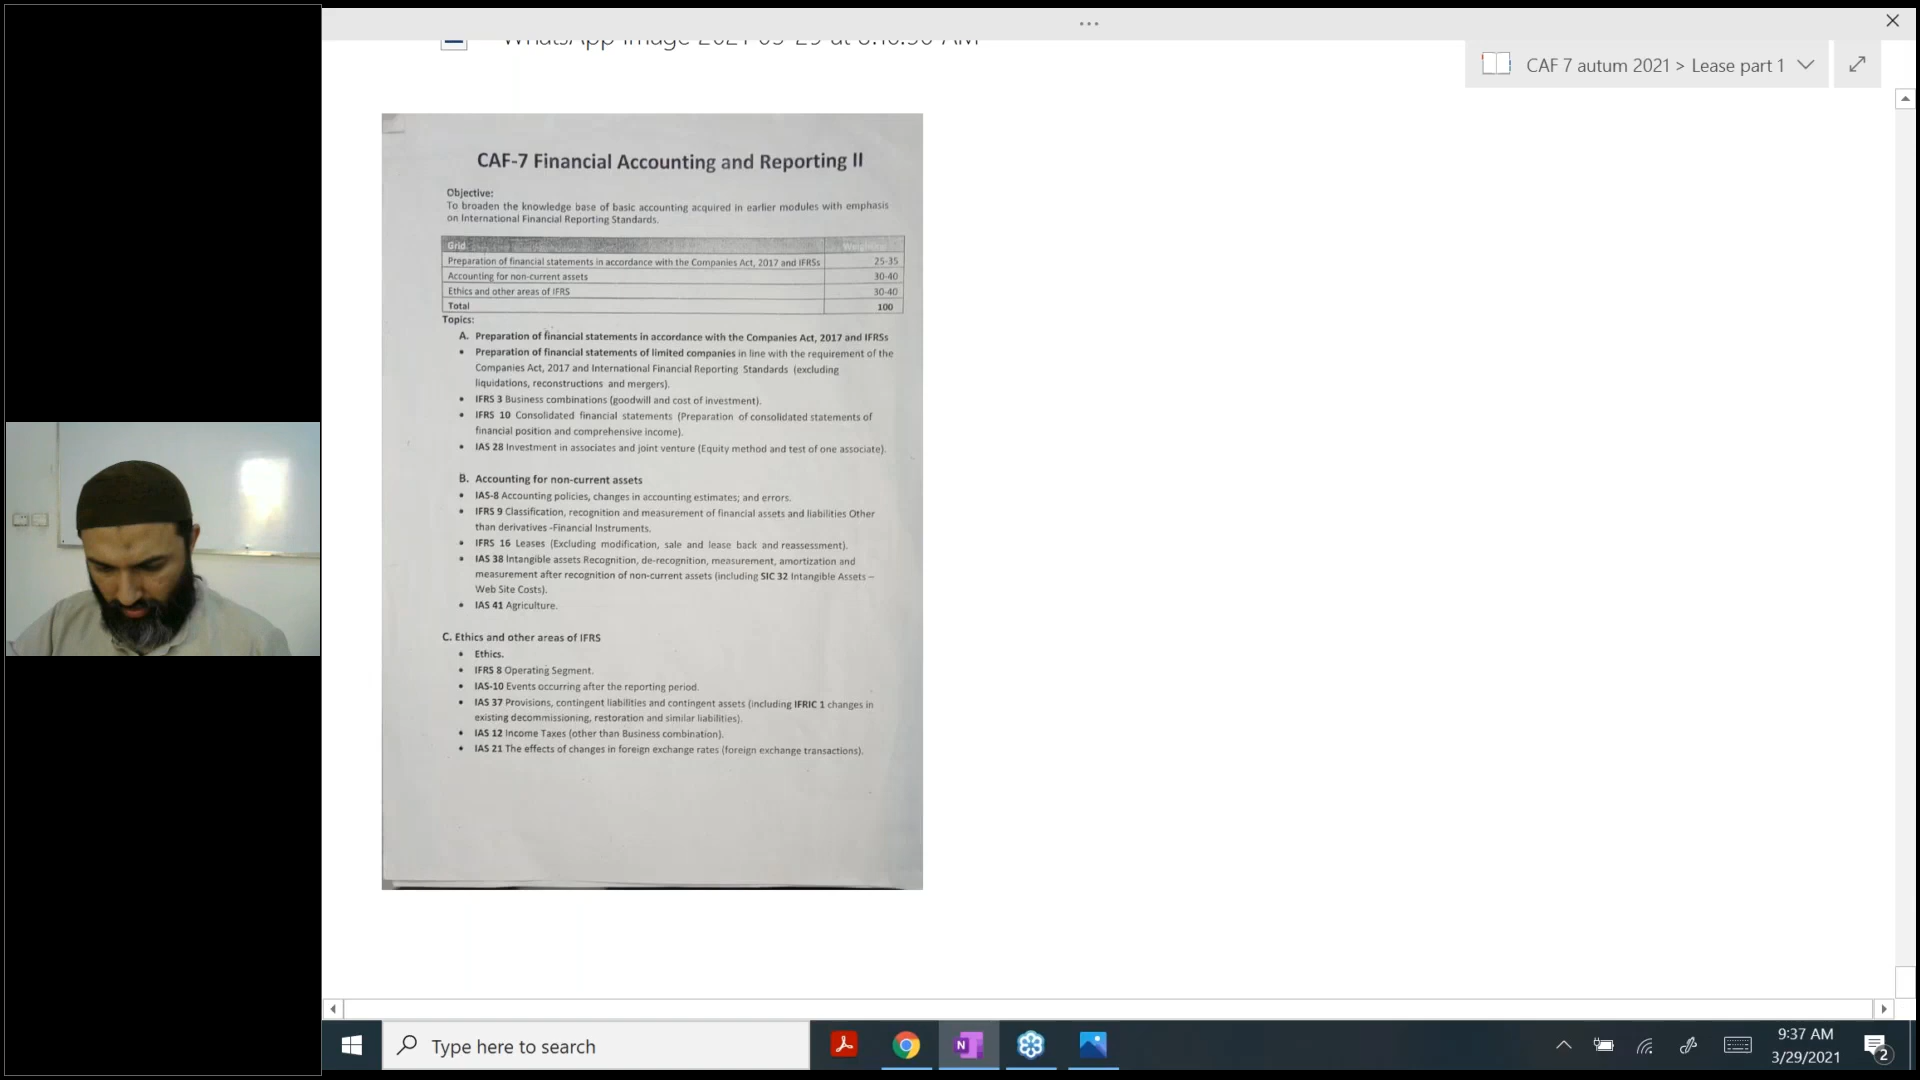 WhatsApp Image 2021-03-29 at 8.
AM
CAF 7 autum 2021 > Lease part 1
CAF-7 Financial Accounting and Reporting II
Objective:
To broaden the knowledge base of basic accounting acquired in earlier modules with emphasis
on International Financial Reporting Standards.
Grid
Preparation of financial statements in accordance with the Companies Act, 2017 and IFRSs 25-35
Accounting for non-current assets 30-40
Ethics and other areas of IFRS 30-40
Total 100
Topics:
A. Preparation of financial statements in accordance with the Companies Act, 2017 and IFRSs
• Preparation of financial statements of limited companies in line with the requirement of the
Companies Act, 2017 and International Financial Reporting Standards (excluding
liquidations, reconstructions and mergers).
• IFRS 3 Business combinations (goodwill and cost of investment).
• IFRS 10 Consolidated financial statements (Preparation of consolidated statements of
financial position and comprehensive income).
• IAS 28 Investment in associates and joint venture (Equity method and test of one associate).
B. Accounting for non-current assets
• IAS-8 Accounting policies, changes in accounting estimates; and errors.
• IFRS 9 Classification, recognition and measurement of financial assets and liabilities Other
than derivatives -Financial Instruments.
• IFRS 16 Leases (Excluding modification, sale and lease back and reassessment).
• IAS 38 Intangible assets Recognition, de-recognition, measurement, amortization and
measurement after recognition of non-current assets (including SIC 32 Intangible Assets –
Web Site Costs).
• IAS 41 Agriculture.
C. Ethics and other areas of IFRS
• Ethics.
• IFRS 8 Operating Segment.
• IAS-10 Events occurring after the reporting period.
• IAS 37 Provisions, contingent liabilities and contingent assets (including IFRIC 1 changes in
existing decommissioning, restoration and similar liabilities).
• IAS 12 Income Taxes (other than Business combination).
• IAS 21 The effects of changes in foreign exchange rates (foreign exchange transactions).
Type here to search
N
9:37 AM
3/29/2021
2